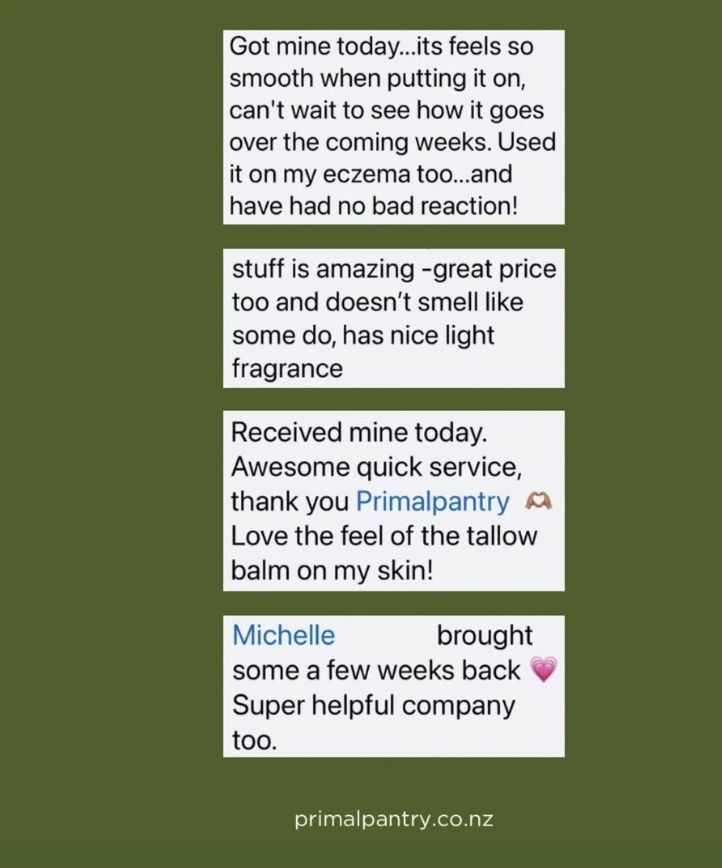 Got mine today...its feels so
smooth when putting it on,
can't wait to see how it goes
over the coming weeks. Used
it on my eczema too...and
have had no bad reaction!
stuff is amazing -great price
too and doesn't smell like
some do, has nice light
fragrance
Received mine today.
Awesome quick service,
thank you Primalpantry 🫶🏽
Love the feel of the tallow
balm on my skin!
Michelle brought
some a few weeks back 💗
Super helpful company
too.
primalpantry.co.nz